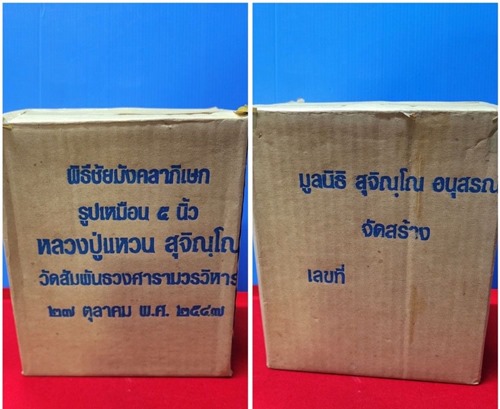 พิธีชัยมังคลาภิเษก
รูปเหมือน ๕ นิ้ว
หลวงปู่แหวน สุจิณฺโณ
วัดสัมพันธวงศารามวรวิหาร
๒๗ ตุลาคม พ.ศ. ๒๕๔๗
มูลนิธิ สุจิณฺโณ อนุสรณ
จัดสร้าง
เลขที่